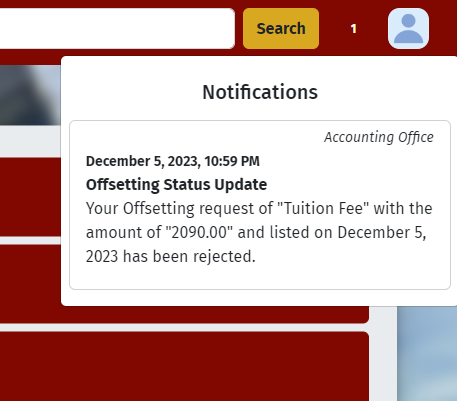 Search
1
Notifications
Accounting Office
December 5, 2023, 10:59 PM
Offsetting Status Update
Your Offsetting request of "Tuition Fee" with the
amount of "2090.00" and listed on December 5,
2023 has been rejected.